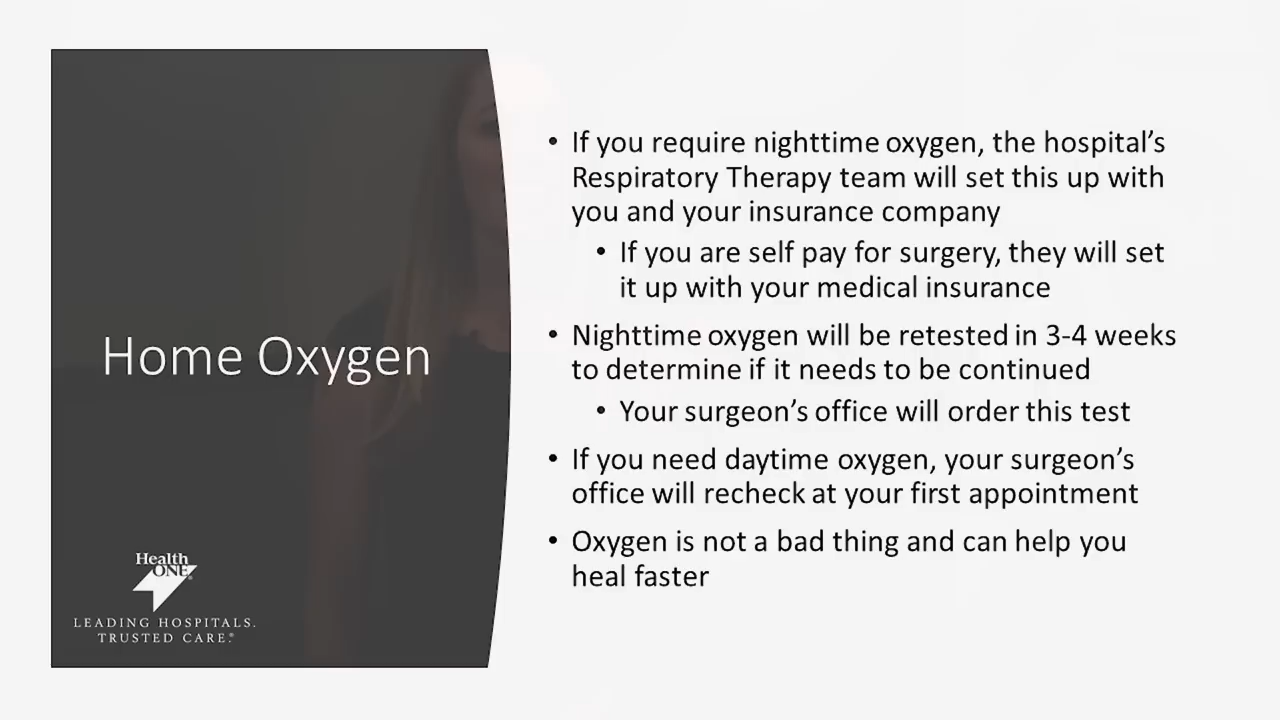 Home Oxygen
Health
ONE®
LEADING HOSPITALS.
TRUSTED CARE.®
• If you require nighttime oxygen, the hospital’s
Respiratory Therapy team will set this up with
you and your insurance company
• If you are self pay for surgery, they will set
it up with your medical insurance
• Nighttime oxygen will be retested in 3-4 weeks
to determine if it needs to be continued
• Your surgeon’s office will order this test
• If you need daytime oxygen, your surgeon’s
office will recheck at your first appointment
• Oxygen is not a bad thing and can help you
heal faster